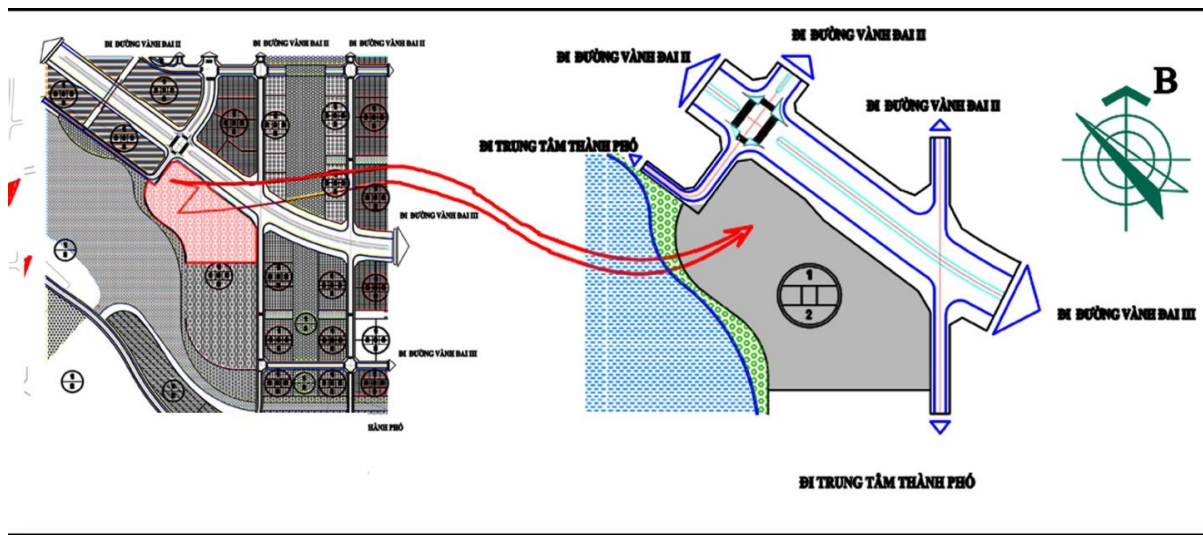 ĐI ĐƯỜNG VÀNH ĐAI II
ĐI ĐƯỜNG VÀNH ĐAI II
ĐI ĐƯỜNG VÀNH ĐAI II
ĐI ĐƯỜNG VÀNH ĐAI III
ĐI ĐƯỜNG VÀNH ĐAI III
HÀNH PHÓ
ĐI ĐƯỜNG VÀNH ĐAI II
ĐI ĐƯỜNG VÀNH ĐAI II
ĐI ĐƯỜNG VÀNH ĐAI II
B
ĐI TRUNG TÂM THÀNH PHỐ
1
2
ĐI ĐƯỜNG VÀNH ĐAI III
ĐI TRUNG TÂM THÀNH PHỐ